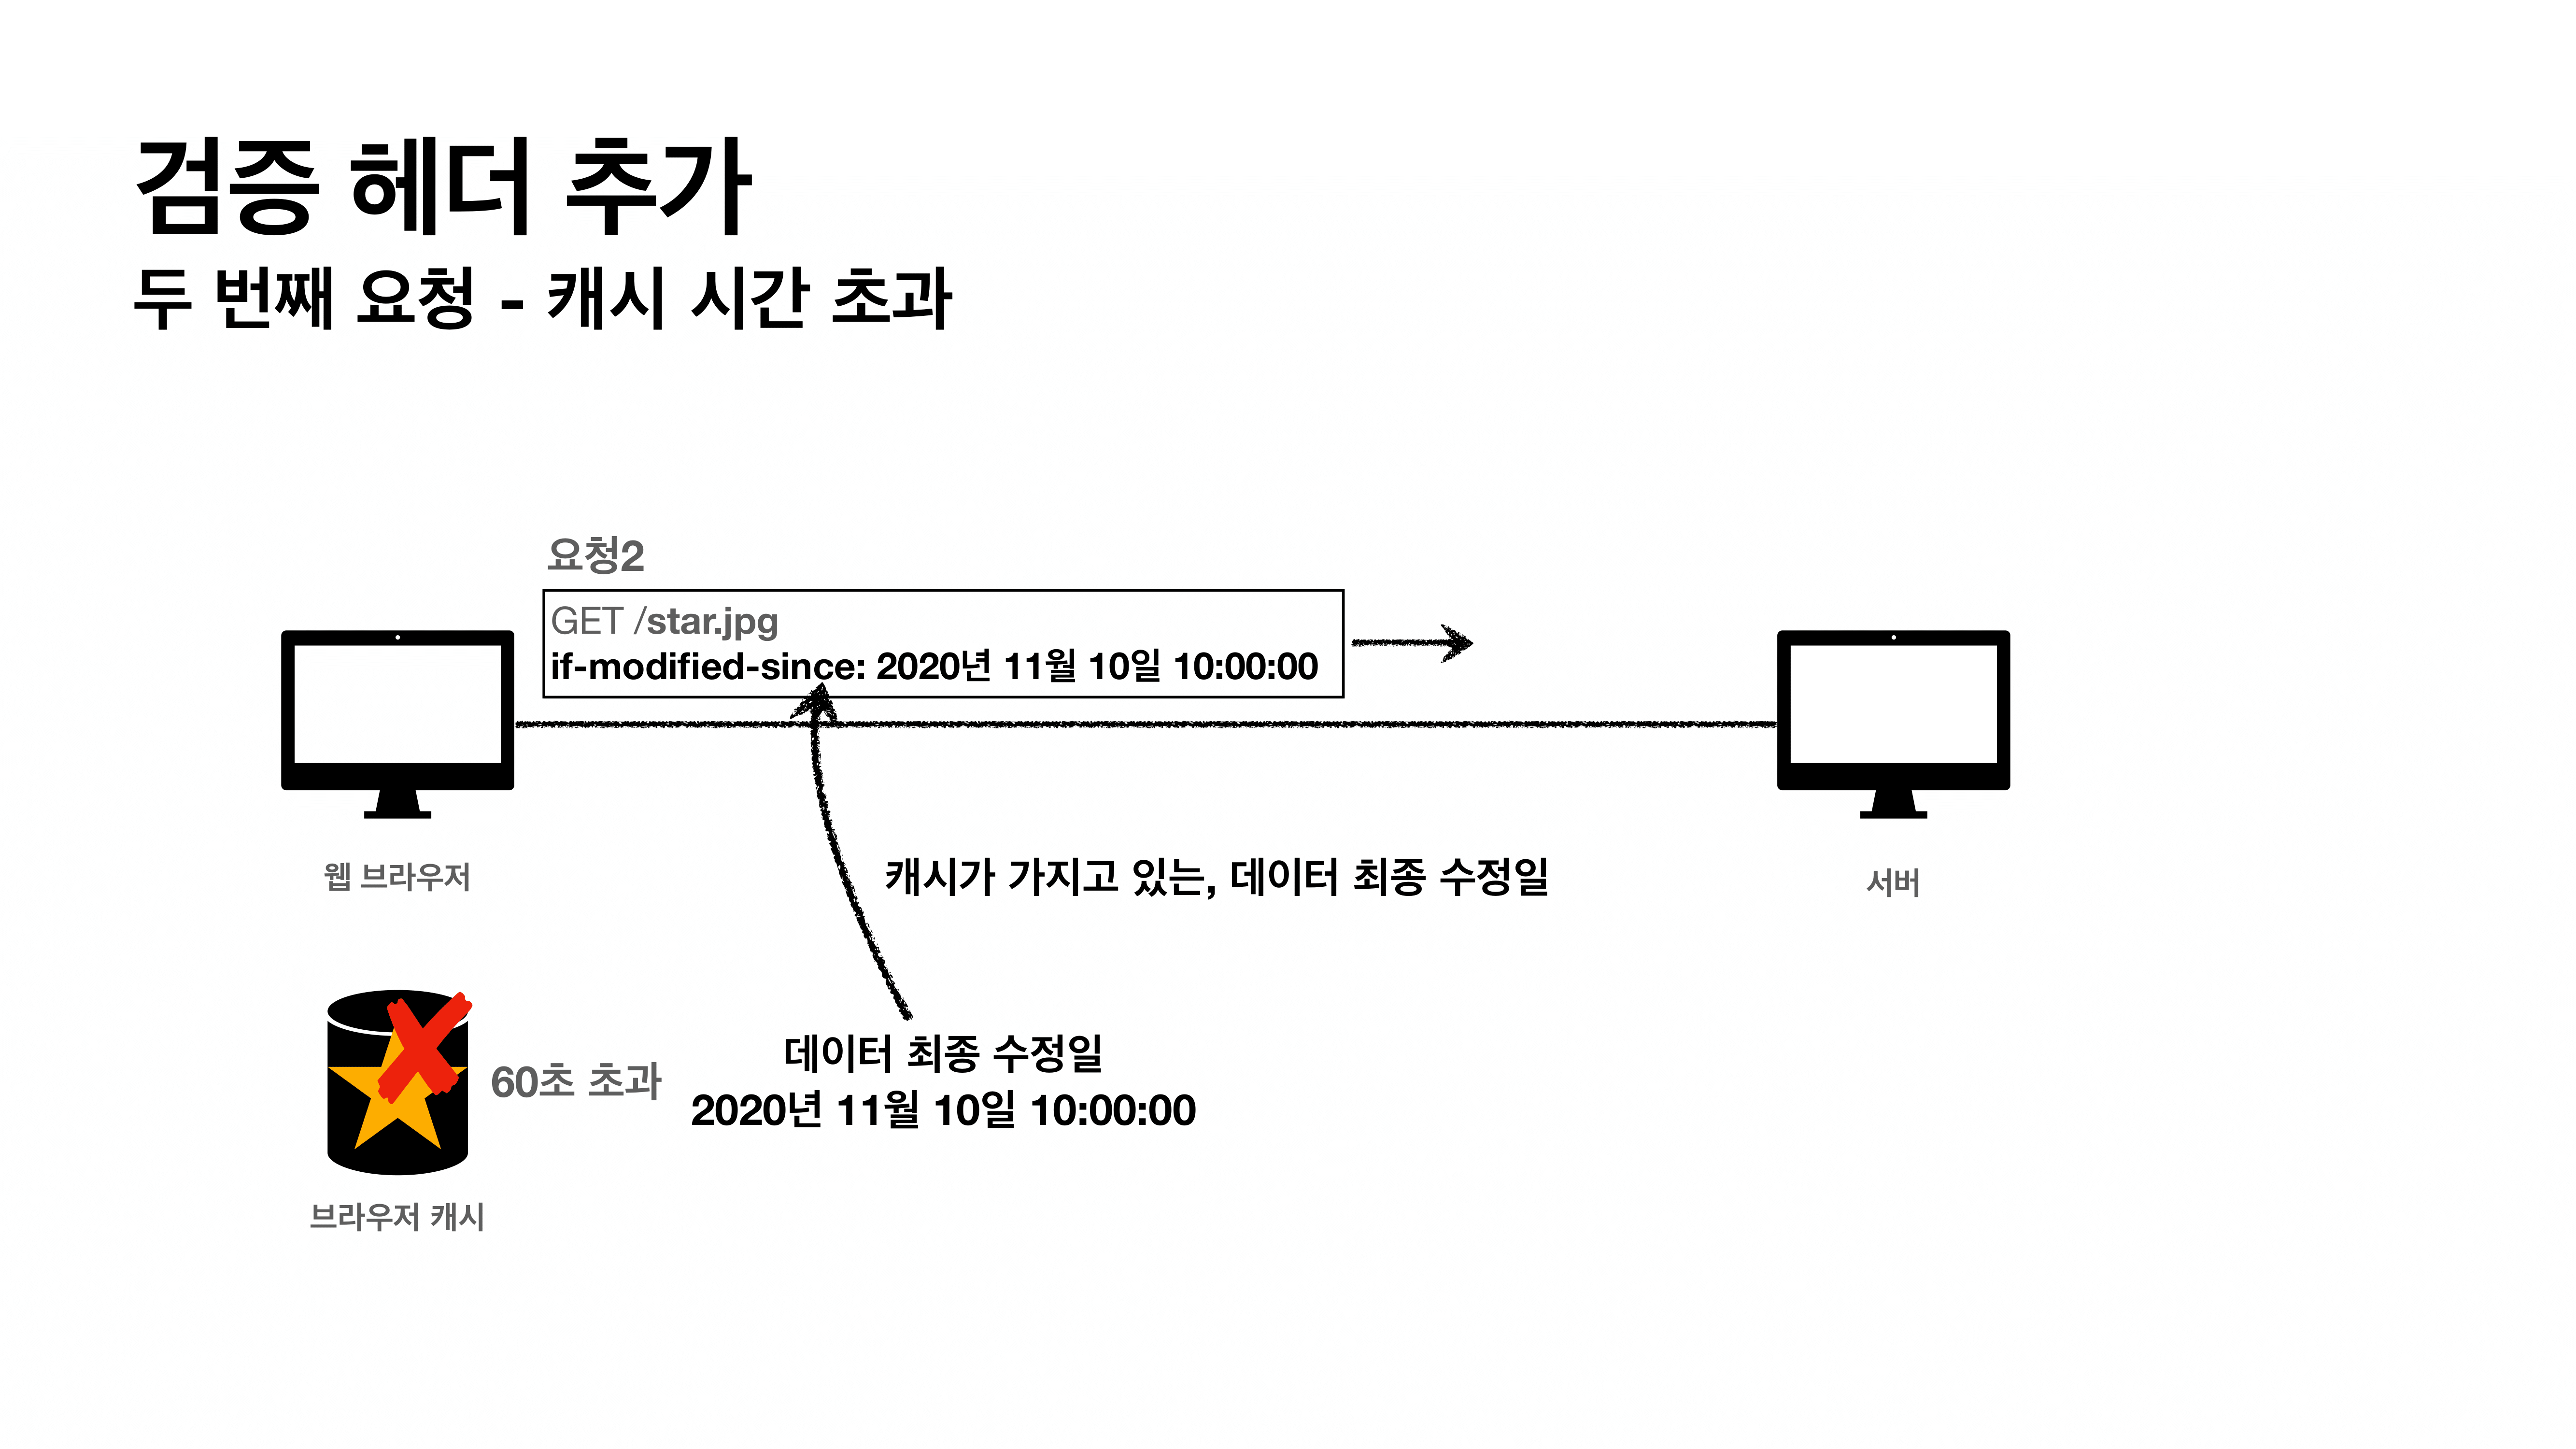 검증 헤더 추가
두 번째 요청 - 캐시 시간 초과
요청2
GET /star.jpg
if-modified-since: 2020년 11월 10일 10:00:00
웹 브라우저
캐시가 가지고 있는, 데이터 최종 수정일
서버
60초 초과
데이터 최종 수정일
2020년 11월 10일 10:00:00
브라우저 캐시